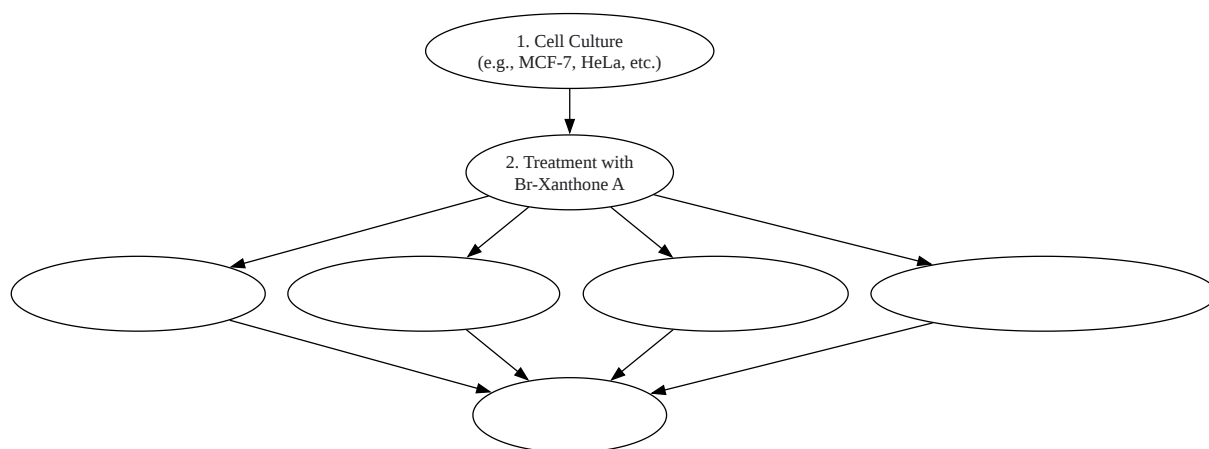 1. Cell Culture
(e.g., MCF-7, HeLa, etc.)
2. Treatment with
Br-Xanthone A